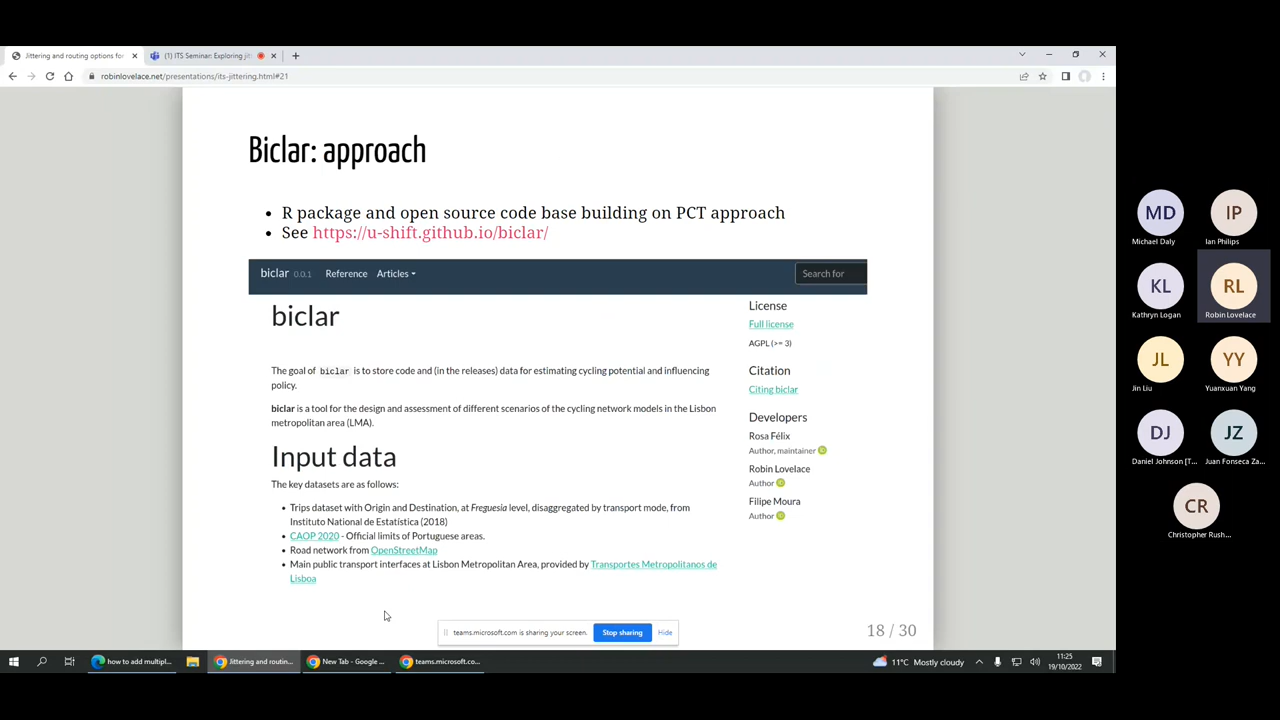 Jittering and routing options fo
(1) ITS Seminar: Exploring jit
robinlovelace.net/presentations/its-jittering.html#21
Biclar: approach
R package and open source code base building on PCT approach
See https://u-shift.github.io/biclar/
biclar 0.0.1 Reference Articles Search for
biclar
The goal of biclar is to store code and (in the releases) data for estimating cycling potential and influencing
policy.
biclar is a tool for the design and assessment of different scenarios of the cycling network models in the Lisbon
metropolitan area (LMA).
Input data
The key datasets are as follows:
Trips dataset with Origin and Destination, at Freguesia level, disaggregated by transport mode, from
Instituto National de Estatística (2018)
CAOP 2020 - Official limits of Portuguese areas.
Road network from OpenStreetMap
Main public transport interfaces at Lisbon Metropolitan Area, provided by Transportes Metropolitanos de
Lisboa
License
Full license
AGPL (>= 3)
Citation
Citing biclar
Developers
Rosa Félix
Author, maintainer
Robin Lovelace
Author
Filipe Moura
Author
teams.microsoft.com is sharing your screen. Stop sharing Hide
18 / 30
how to add multipl...
Jittering and routin...
New Tab - Google ...
teams.microsoft.co...
11°C Mostly cloudy
11:25
19/10/2022
MD
Michael Daly
IP
Ian Philips
KL
Kathryn Logan
RL
Robin Lovelace
JL
Jin Liu
YY
Yuanxuan Yang
DJ
Daniel Johnson [T...
JZ
Juan Fonseca Za...
CR
Christopher Rush...